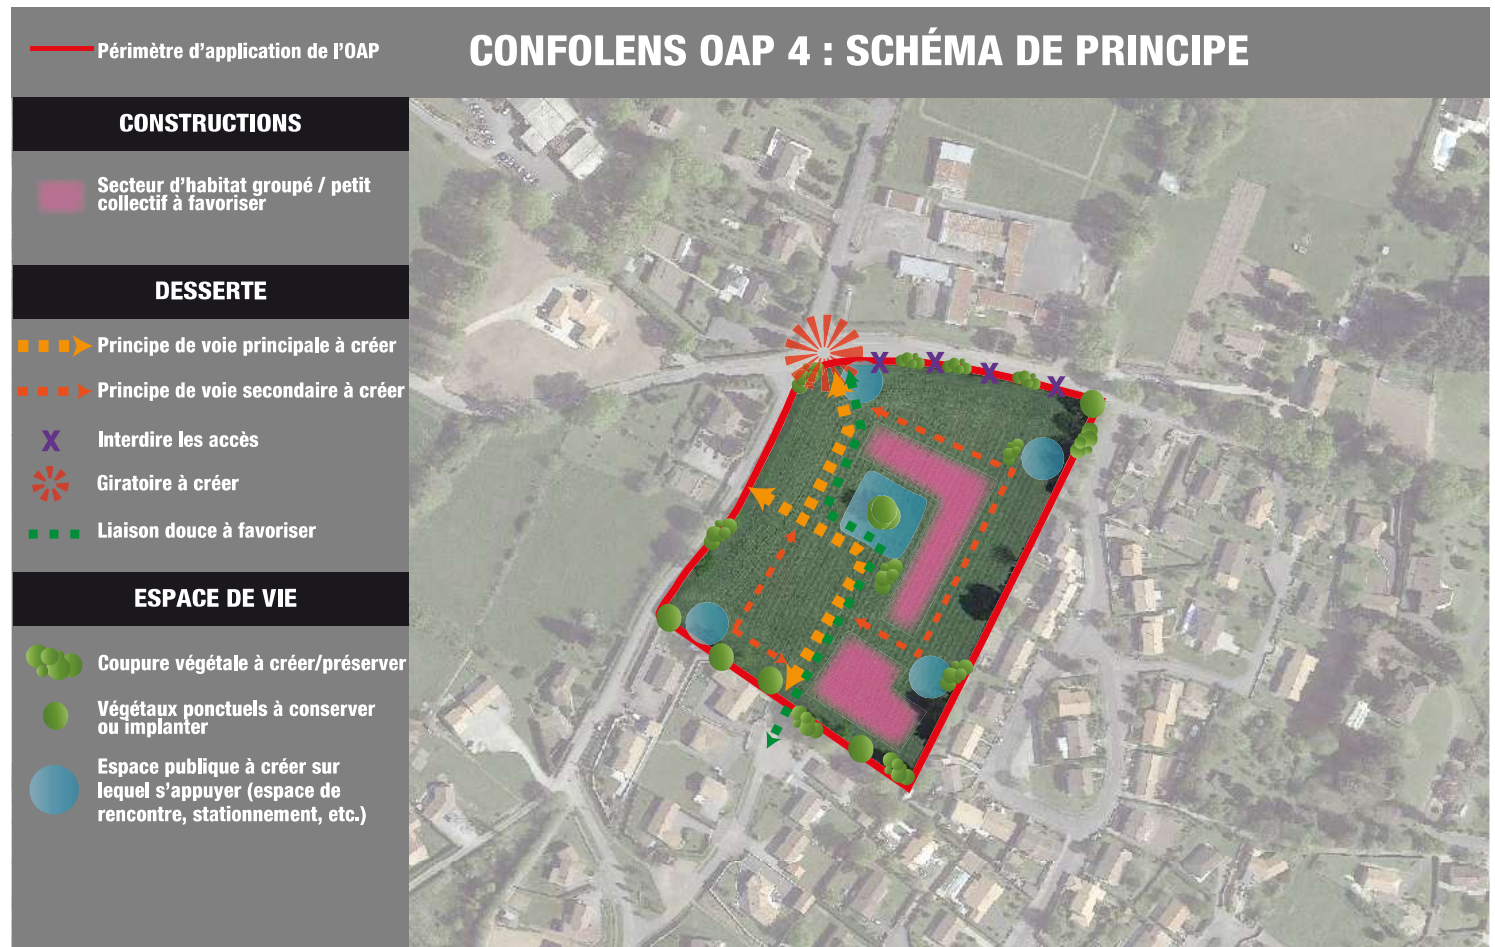 Périmètre d'application de l'OAP
CONFOLENS OAP 4 : SCHÉMA DE PRINCIPE
CONSTRUCTIONS
Secteur d'habitat groupé / petit
collectif à favoriser
DESSERTE
Principe de voie principale à créer
Principe de voie secondaire à créer
X Interdire les accès
Giratoire à créer
Liaison douce à favoriser
ESPACE DE VIE
Coupure végétale à créer/préserver
Végétaux ponctuels à conserver
ou implanter
Espace publique à créer sur
lequel s'appuyer (espace de
rencontre, stationnement, etc.)
X X X X